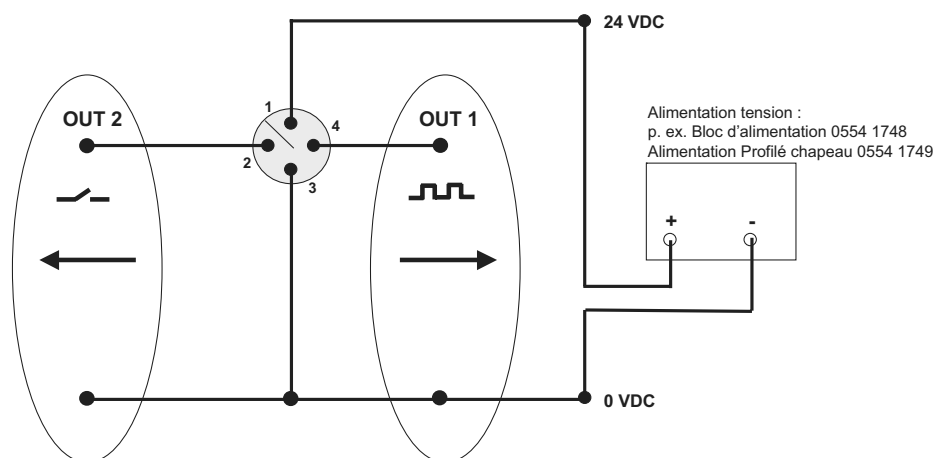 24 VDC
OUT 2
1
4
OUT 1
2
3
Alimentation tension :
p. ex. Bloc d'alimentation 0554 1748
Alimentation Profilé chapeau 0554 1749
+ -
0 VDC